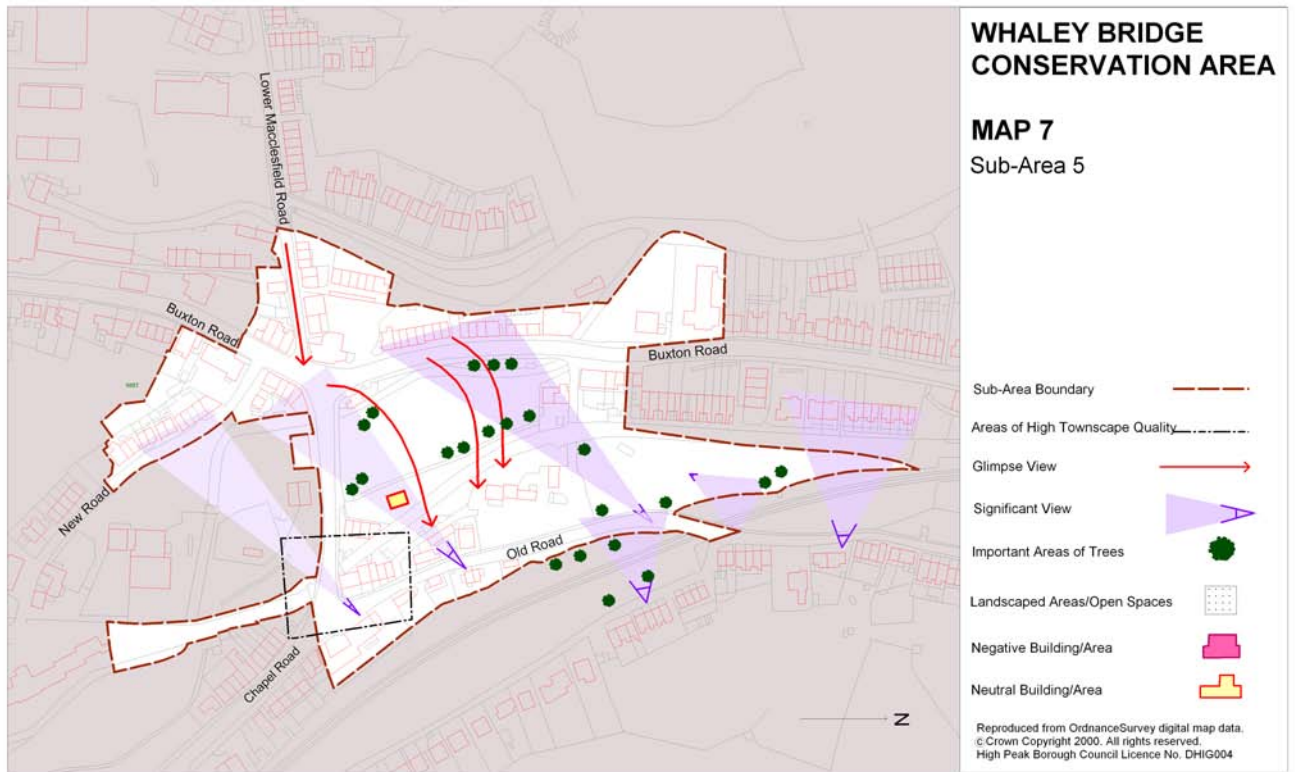 WHALEY BRIDGE
CONSERVATION AREA
MAP 7
Sub-Area 5
Lower Macclesfield Road
Buxton Road
Buxton Road
New Road
Old Road
Chapel Road
N
Sub-Area Boundary
Areas of High Townscape Quality
Glimpse View
Significant View
Important Areas of Trees
Landscaped Areas/Open Spaces
Negative Building/Area
Neutral Building/Area
Reproduced from OrdnanceSurvey digital map data.
© Crown Copyright 2000. All rights reserved.
High Peak Borough Council Licence No. DHIG004